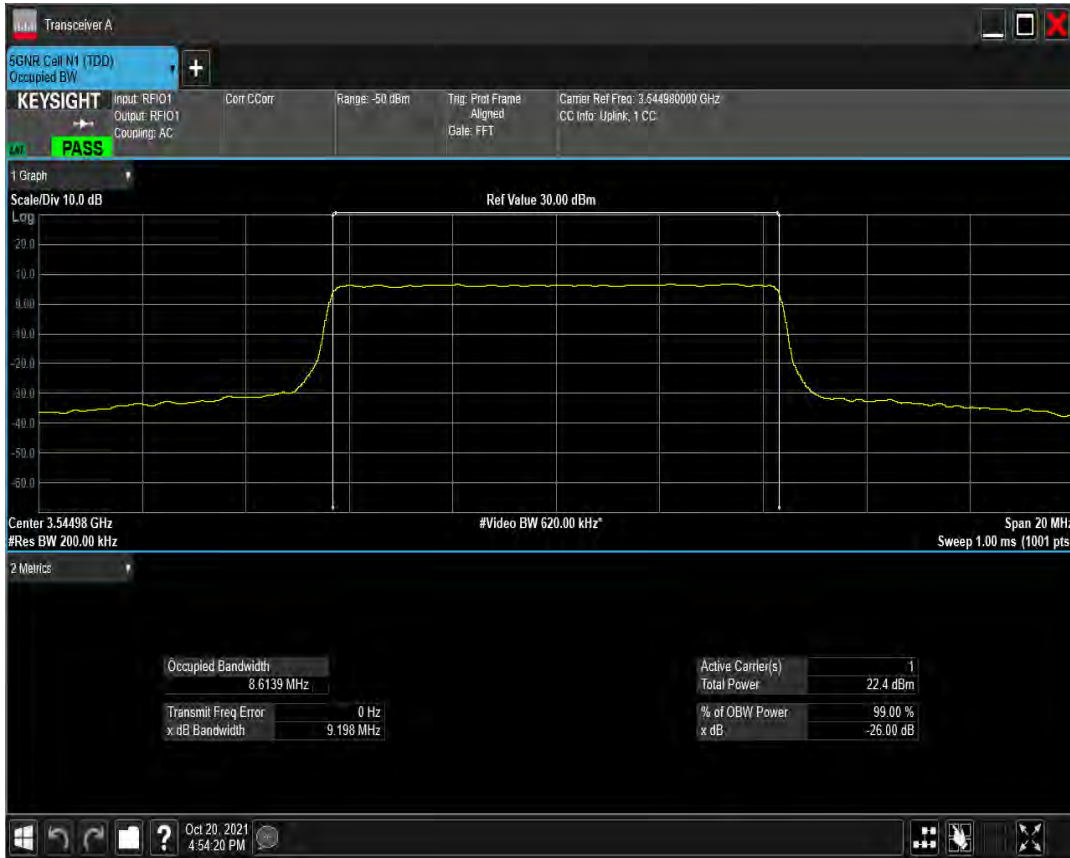 Transceiver A
5GNR Cell N1 (TDD)
Occupied BW
+
KEYSIGHT
Input: RFIO1
Output: RFIO1
Coupling: AC
Corr CCorr
Range: -50 dBm
Trig: Prot Frame
Aligned
Gate: FFT
Carrier Ref Freq: 3.544980000 GHz
CC Info: Uplink, 1 CC
PASS
1 Graph
Scale/Div 10.0 dB
Ref Value 30.00 dBm
Log
20.0
10.0
0.00
-10.0
-20.0
-30.0
-40.0
-50.0
-60.0
Center 3.54498 GHz
#Video BW 620.00 kHz*
Span 20 MHz
#Res BW 200.00 kHz
Sweep 1.00 ms (1001 pts
2 Metrics
Occupied Bandwidth
8.6139 MHz
Transmit Freq Error 0 Hz
x dB Bandwidth 9.198 MHz
Active Carrier(s) 1
Total Power 22.4 dBm
% of OBW Power 99.00 %
x dB -26.00 dB
?
Oct 20, 2021
4:54:20 PM